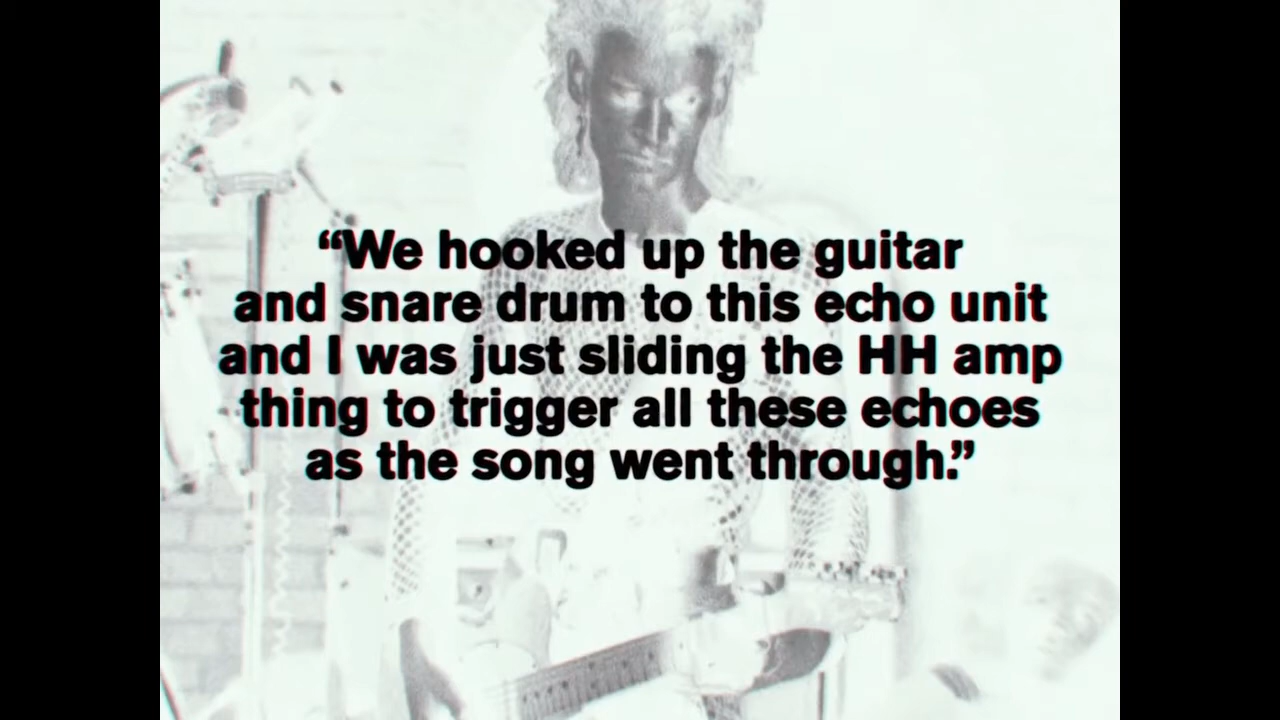 “We hooked up the guitar
and snare drum to this echo unit
and I was just sliding the HH amp
thing to trigger all these echoes
as the song went through.”